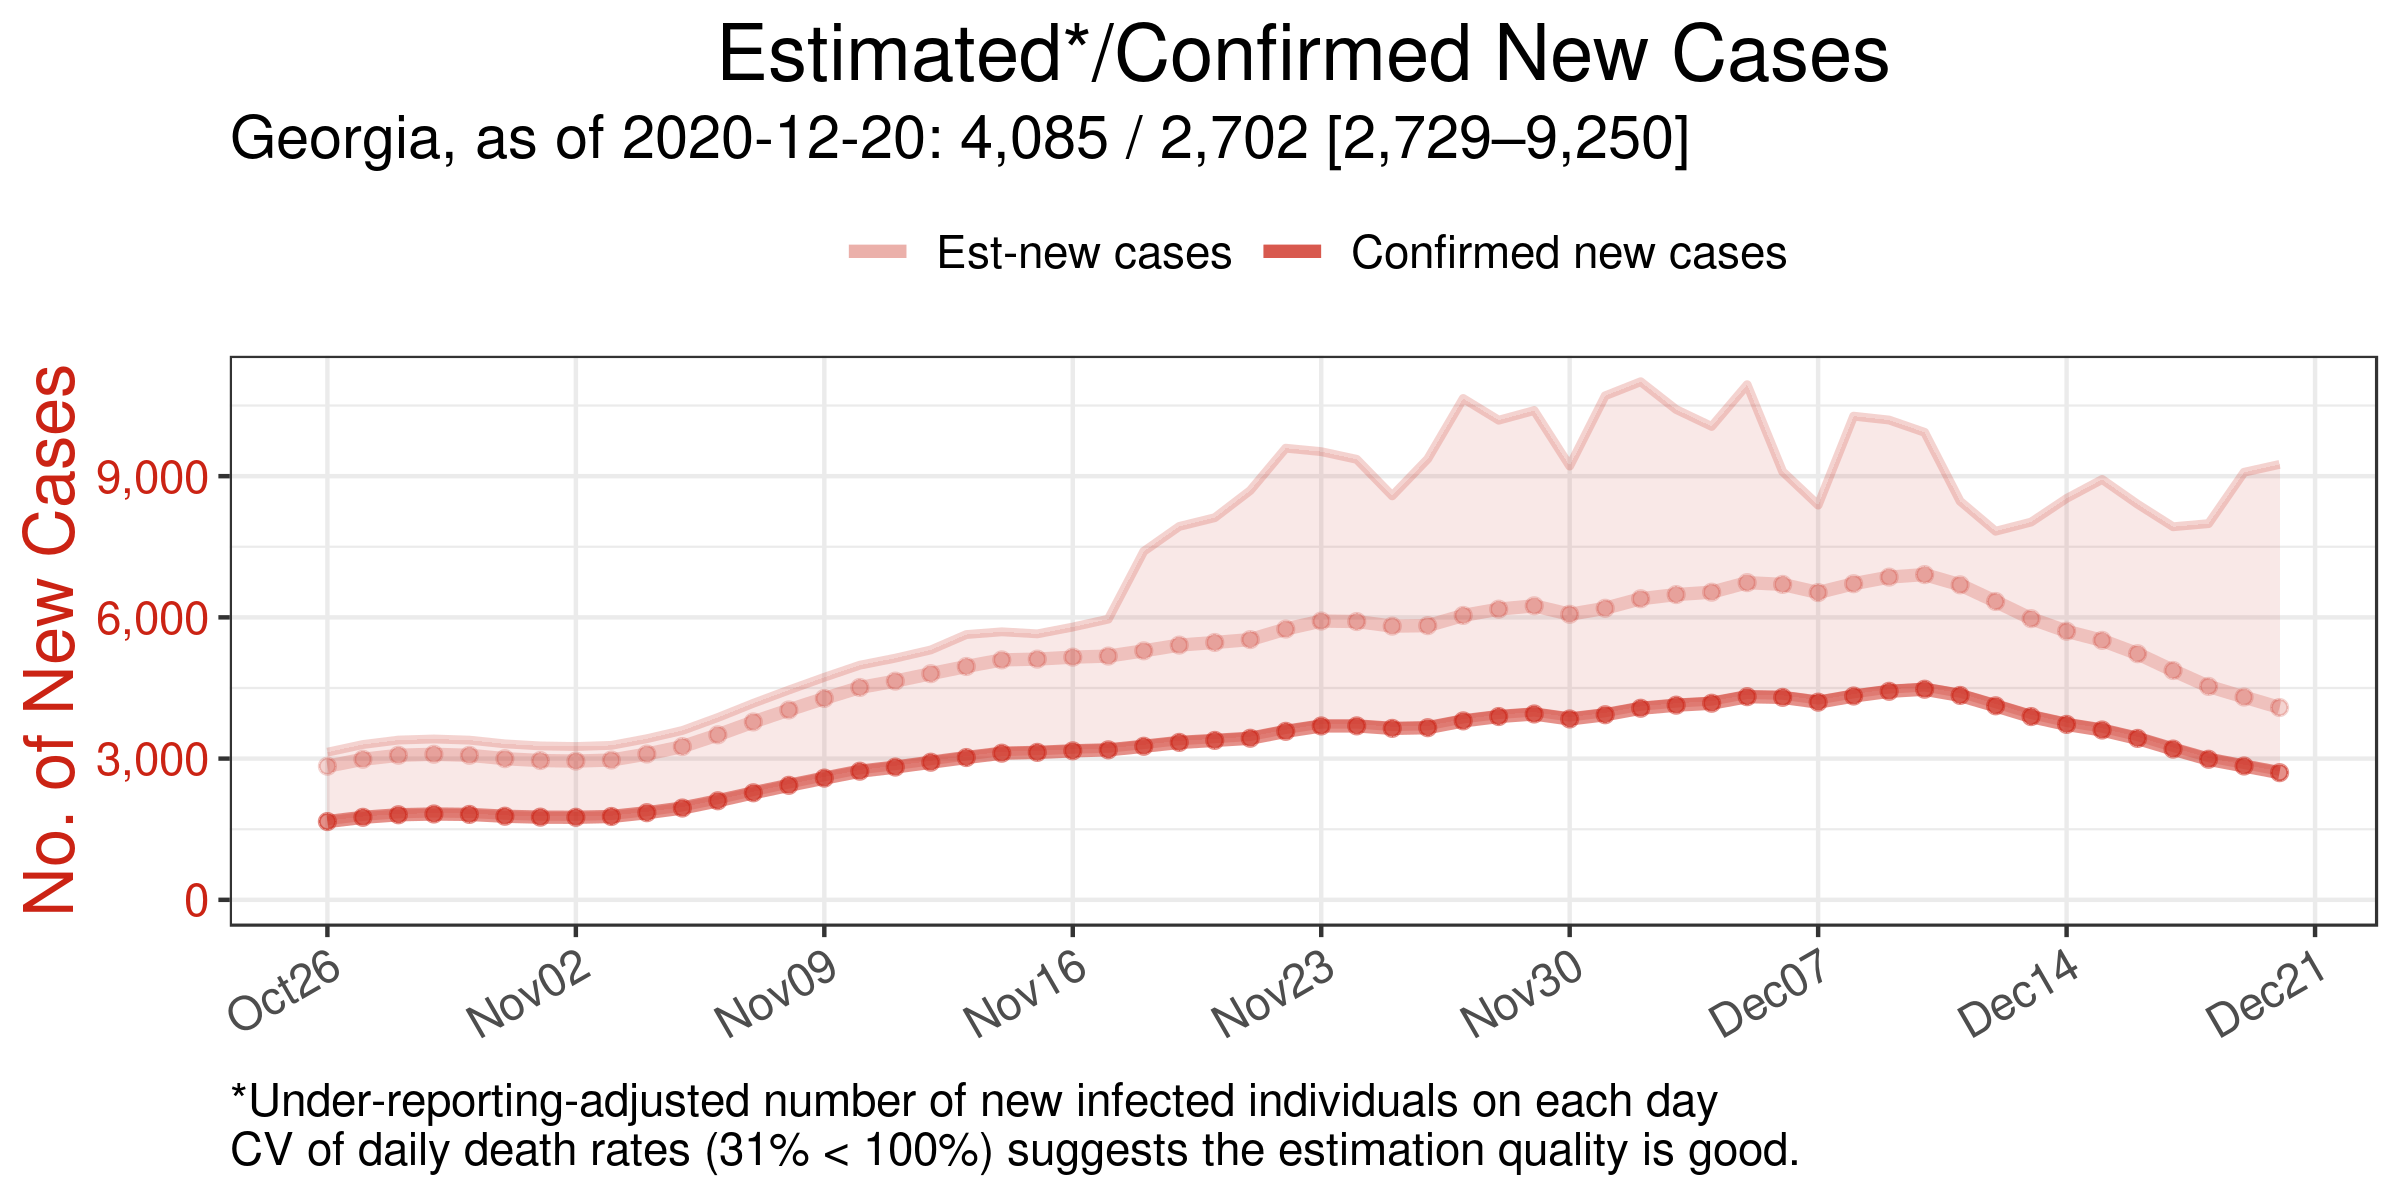 Estimated*/Confirmed New Cases
Georgia, as of 2020-12-20: 4,085 / 2,702 [2,729–9,250]
Est-new cases Confirmed new cases
No. of New Cases
9,000
6,000
3,000
0
Oct26 Nov02 Nov09 Nov16 Nov23 Nov30 Dec07 Dec14 Dec21
*Under-reporting-adjusted number of new infected individuals on each day
CV of daily death rates (31% < 100%) suggests the estimation quality is good.